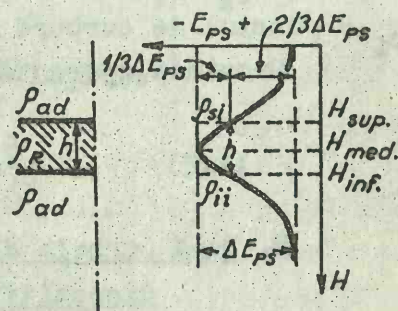 - E_PS +
2/3ΔE_PS
1/3ΔE_PS
ρ_ad
ρ_si
H_sup.
ρ_R h
h
H_med.
H_inf.
ρ_ad
ρ_ii
ΔE_PS
H